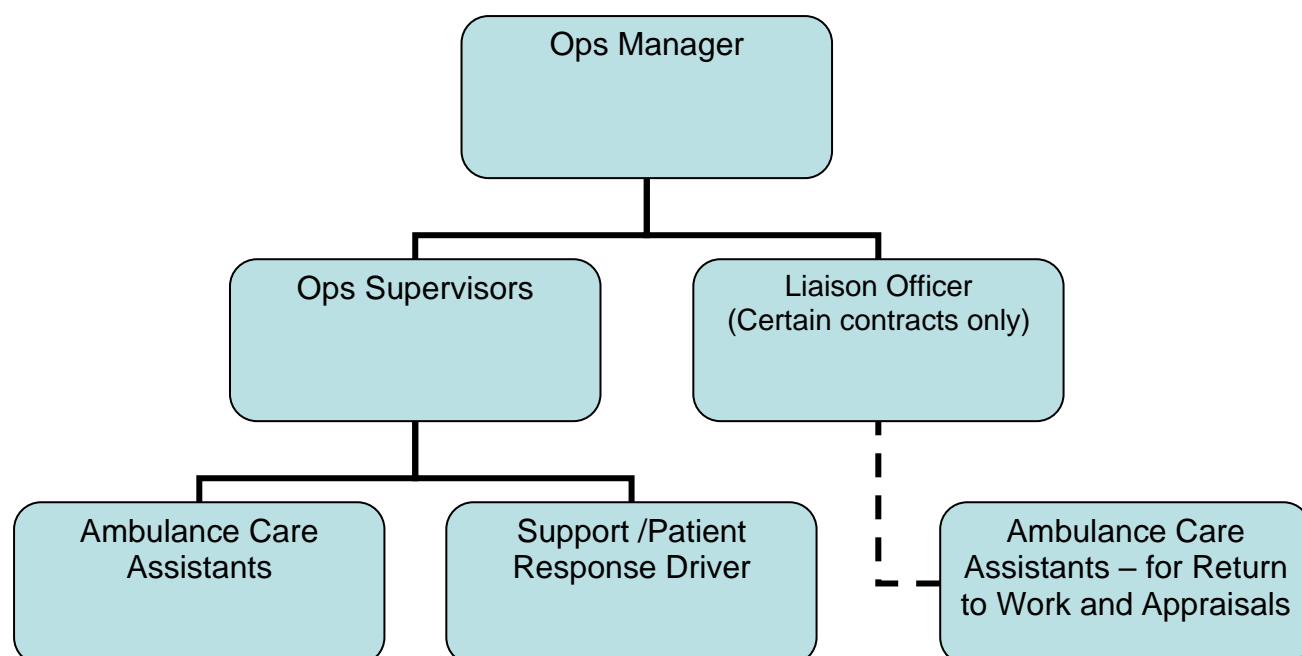 Ops Manager
Ops Supervisors
Liaison Officer
(Certain contracts only)
Ambulance Care
Assistants
Support /Patient
Response Driver
Ambulance Care
Assistants – for Return
to Work and Appraisals